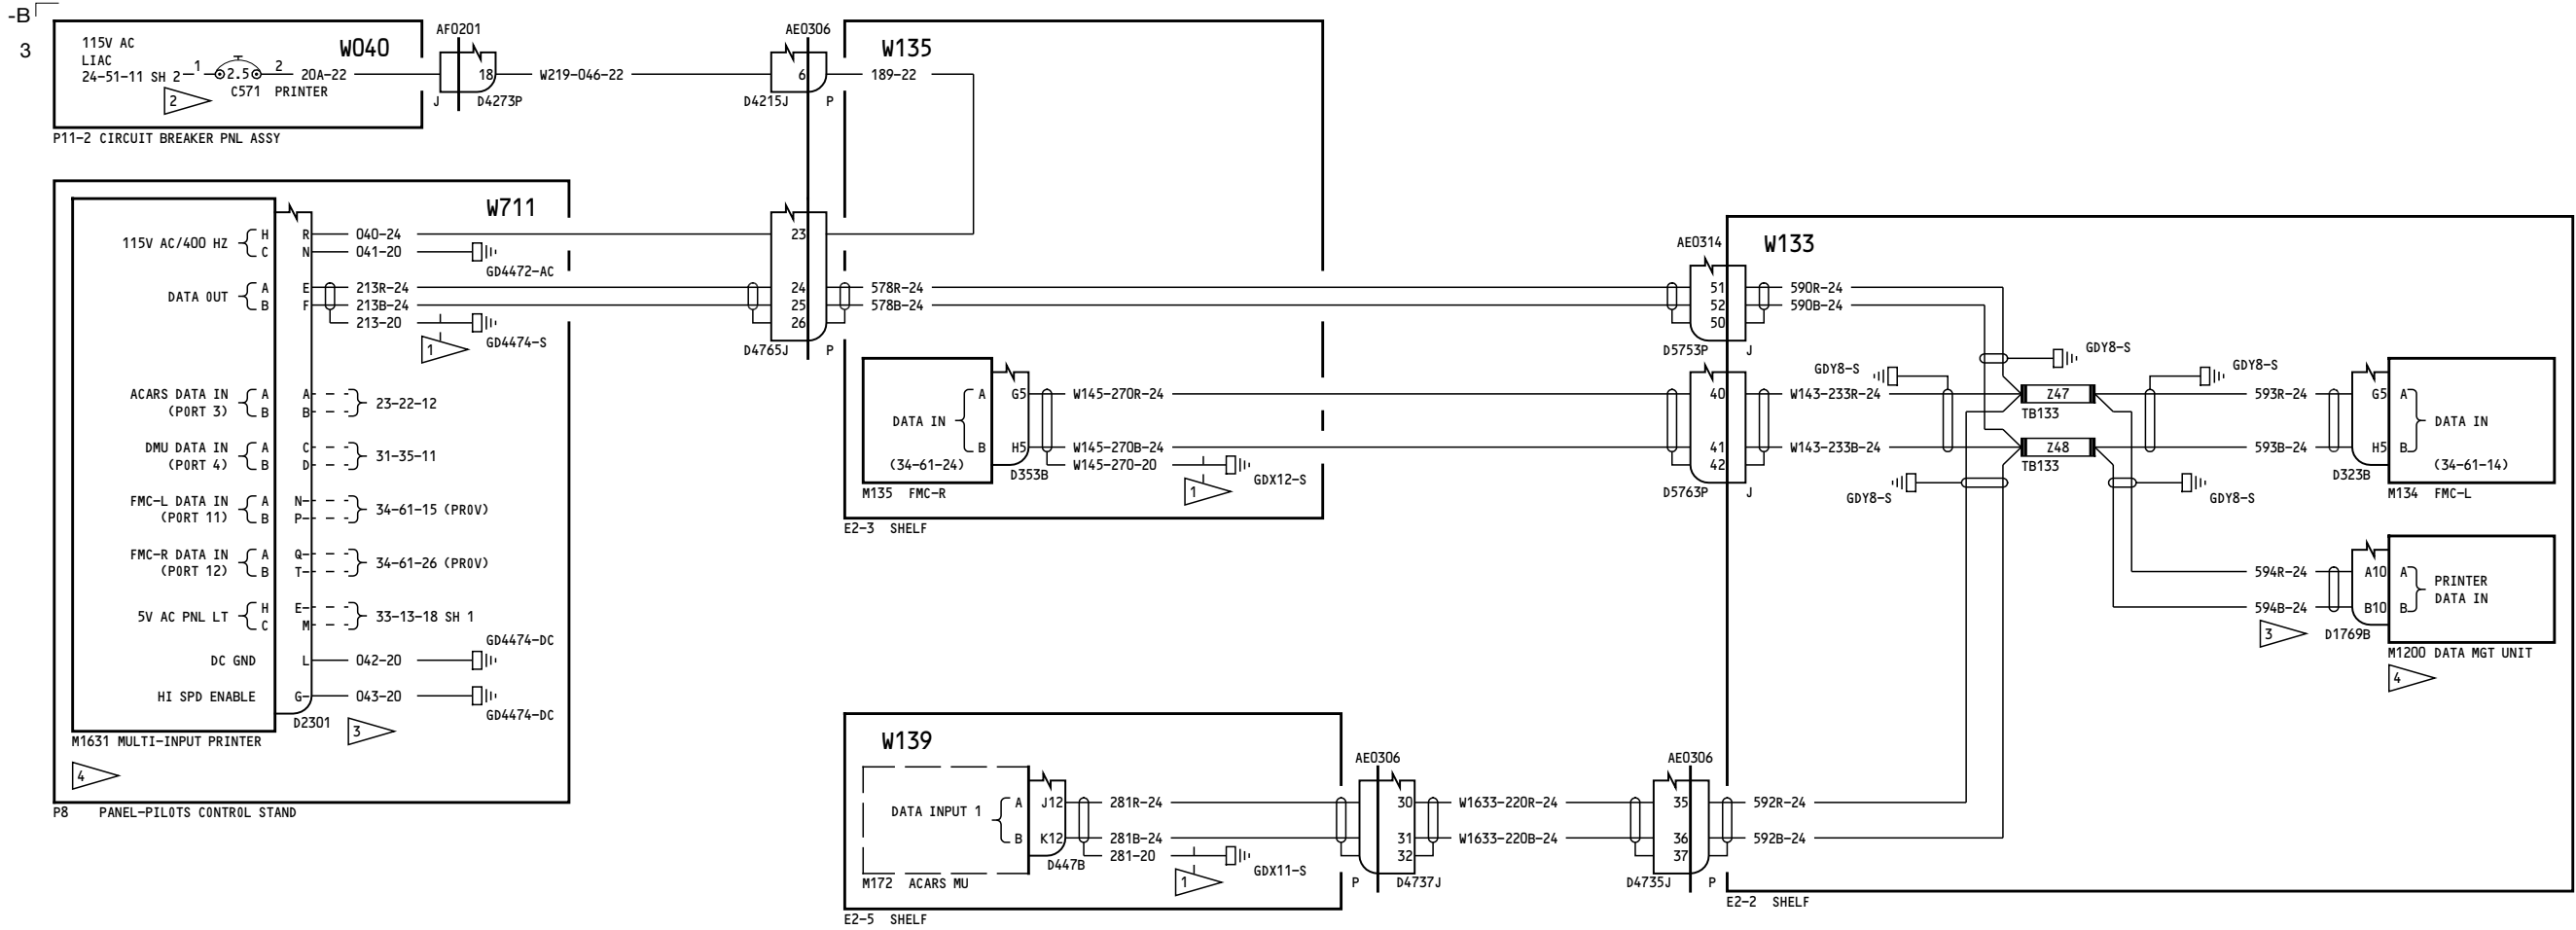 -B
3
115V AC
LIAC
24-51-11 SH 2
1
2.5
2
20A-22
C571 PRINTER
2
W040
P11-2 CIRCUIT BREAKER PNL ASSY
AF0201
18
J
D4273P
W219-046-22
AE0306
6
D4215J
P
W135
189-22
W711
115V AC/400 HZ
H
C
R
N
040-24
041-20
GD4472-AC
DATA OUT
A
B
E
F
213R-24
213B-24
213-20
GD4474-S
1
ACARS DATA IN
(PORT 3)
A
B
A
B
23-22-12
DMU DATA IN
(PORT 4)
A
B
C
D
31-35-11
FMC-L DATA IN
(PORT 11)
A
B
N-
P-
34-61-15 (PROV)
FMC-R DATA IN
(PORT 12)
A
B
Q-
T-
34-61-26 (PROV)
5V AC PNL LT
H
C
E-
M
33-13-18 SH 1
DC GND
L
042-20
GD4474-DC
HI SPD ENABLE
G-
043-20
GD4474-DC
D2301
3
M1631 MULTI-INPUT PRINTER
4
P8 PANEL-PILOTS CONTROL STAND
23
24
25
26
D4765J
P
578R-24
578B-24
DATA IN
A
B
(34-61-24)
G5
H5
D353B
M135 FMC-R
W145-270R-24
W145-270B-24
W145-270-20
GDX12-S
1
E2-3 SHELF
AE0314
51
52
50
D5753P
J
40
41
42
D5763P
J
W133
590R-24
590B-24
W143-233R-24
W143-233B-24
GDY8-S
GDY8-S
GDY8-S
GDY8-S
GDY8-S
Z47
TB133
Z48
TB133
593R-24
593B-24
G5
H5
D323B
A
B
DATA IN
(34-61-14)
M134 FMC-L
594R-24
594B-24
3
A10
B10
D1769B
A
B
PRINTER
DATA IN
M1200 DATA MGT UNIT
4
W139
DATA INPUT 1
A
B
J12
K12
D447B
M172 ACARS MU
281R-24
281B-24
281-20
GDX11-S
1
E2-5 SHELF
AE0306
30
31
32
P
D4737J
W1633-220R-24
W1633-220B-24
AE0306
35
36
37
D4735J
P
592R-24
592B-24
E2-2 SHELF